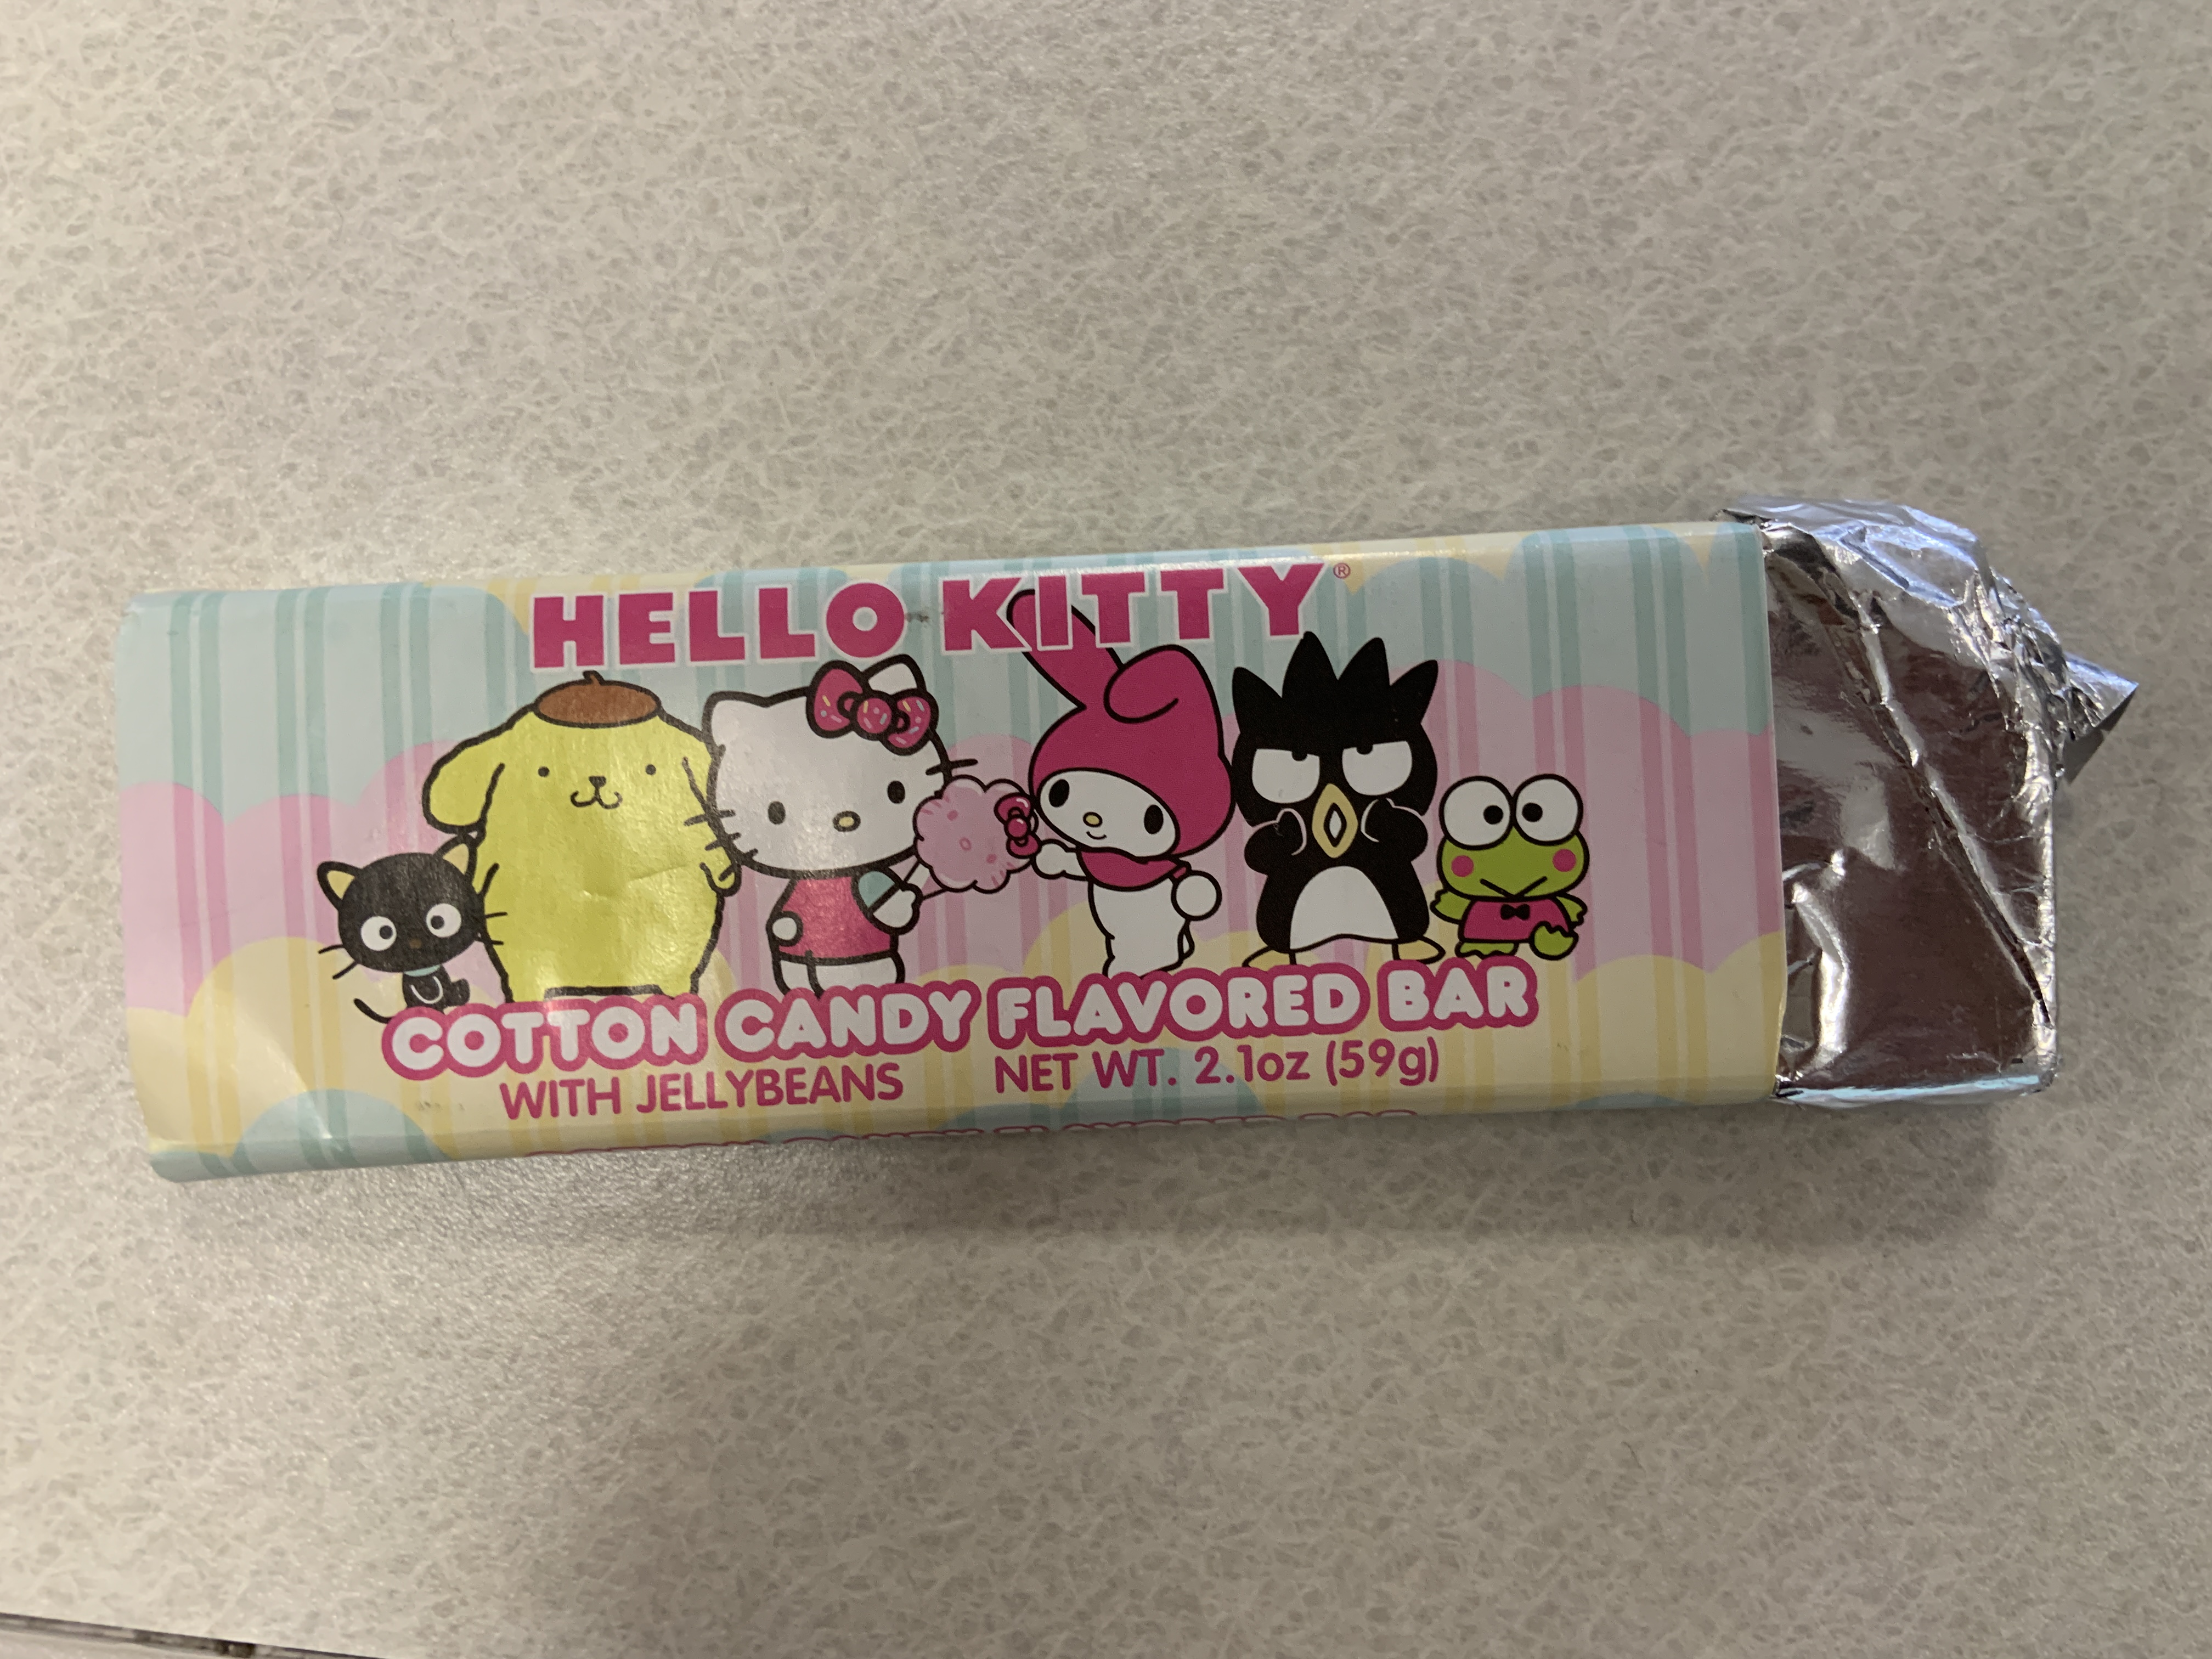 HELLO KITTY®
COTTON CANDY FLAVORED BAR
WITH JELLYBEANS NET WT. 2.1oz (59g)